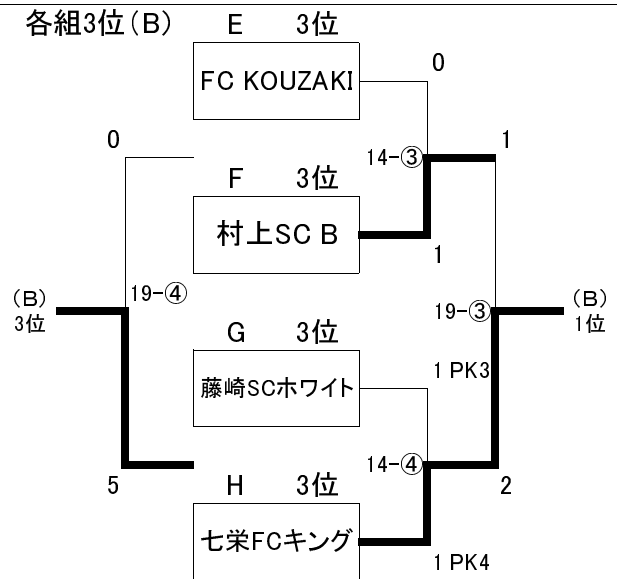 各組3位(B)
E 3位
FC KOUZAKI
0
0
14-③
1
F 3位
村上SC B
1
(B)
3位
19-④
19-③
(B)
1位
G 3位
藤崎SCホワイト
1 PK3
14-④
5
H 3位
2
七栄FCキング
1 PK4